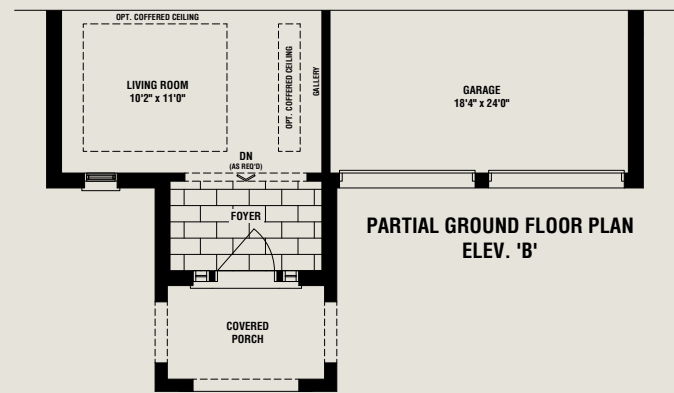 OPT. COFFERED CEILING
LIVING ROOM
10'2" x 11'0"
OPT. COFFERED CEILING
GALLERY
GARAGE
18'4" x 24'0"
DN
(AS REQ'D)
FOYER
PARTIAL GROUND FLOOR PLAN
ELEV. 'B'
COVERED
PORCH